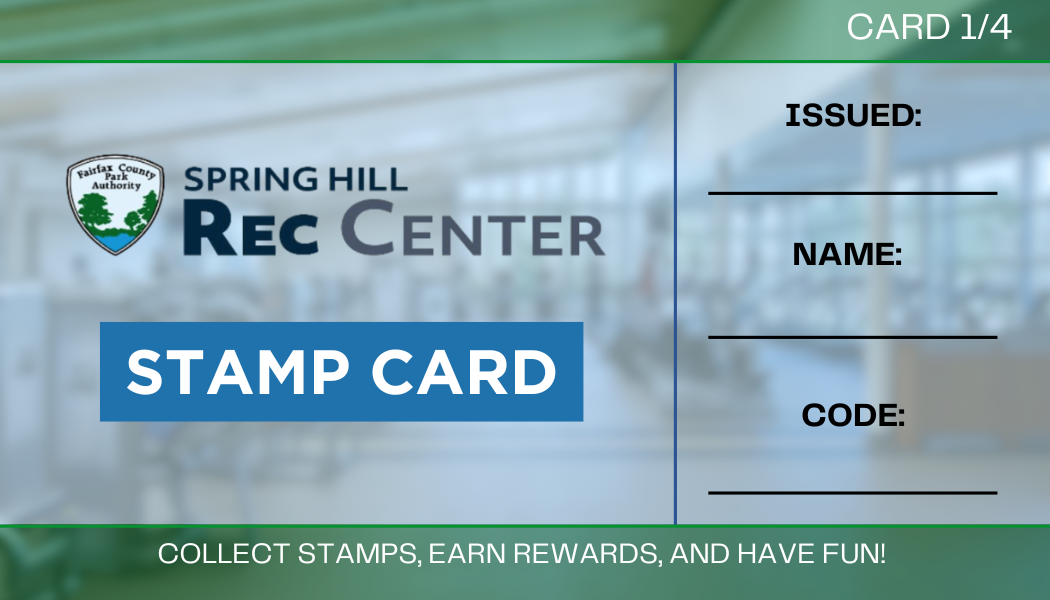 CARD 1/4
Fairfax County
Park
Authority
SPRING HILL
REC CENTER
STAMP CARD
ISSUED:
NAME:
CODE:
COLLECT STAMPS, EARN REWARDS, AND HAVE FUN!